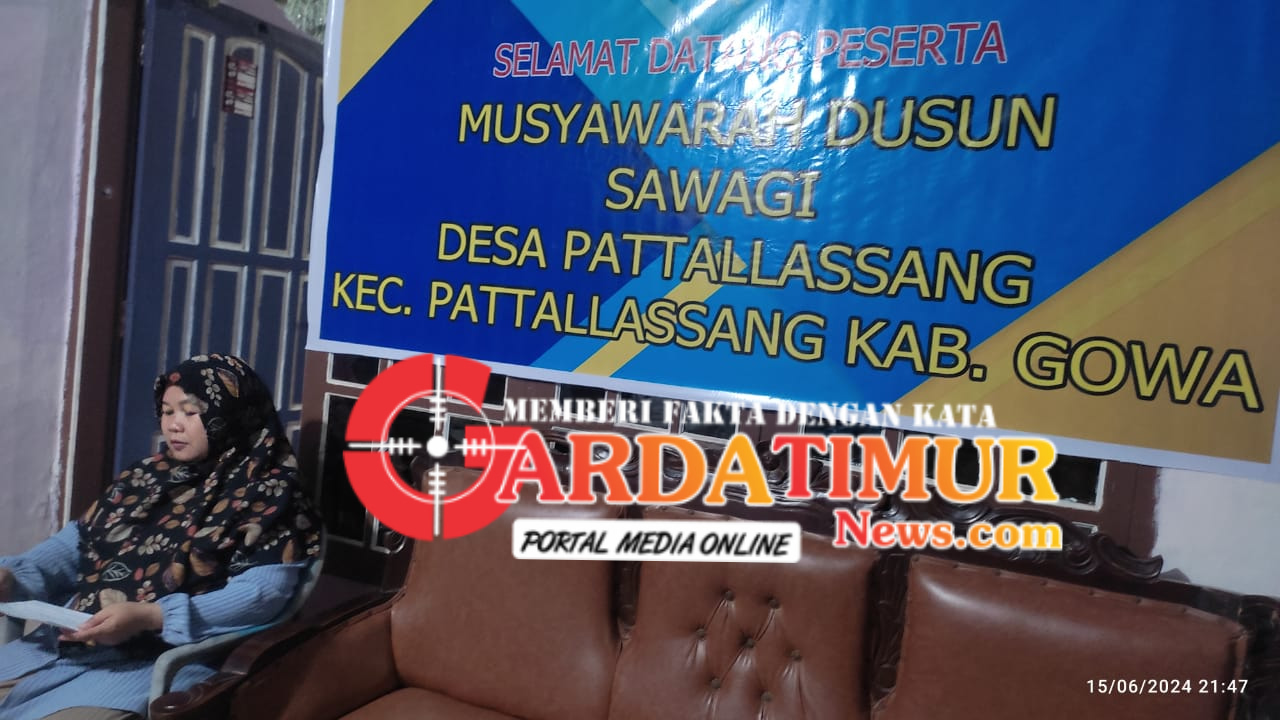 SELAMAT DATANG PESERTA
MUSYAWARAH DUSUN
SAWAGI
DESA PATTALLASSANG
KEC. PATTALLASSANG KAB. GOWA
MEMBERI FAKTA DENGAN KATA
GARDATIMUR
News.com
PORTAL MEDIA ONLINE
15/06/2024 21:47